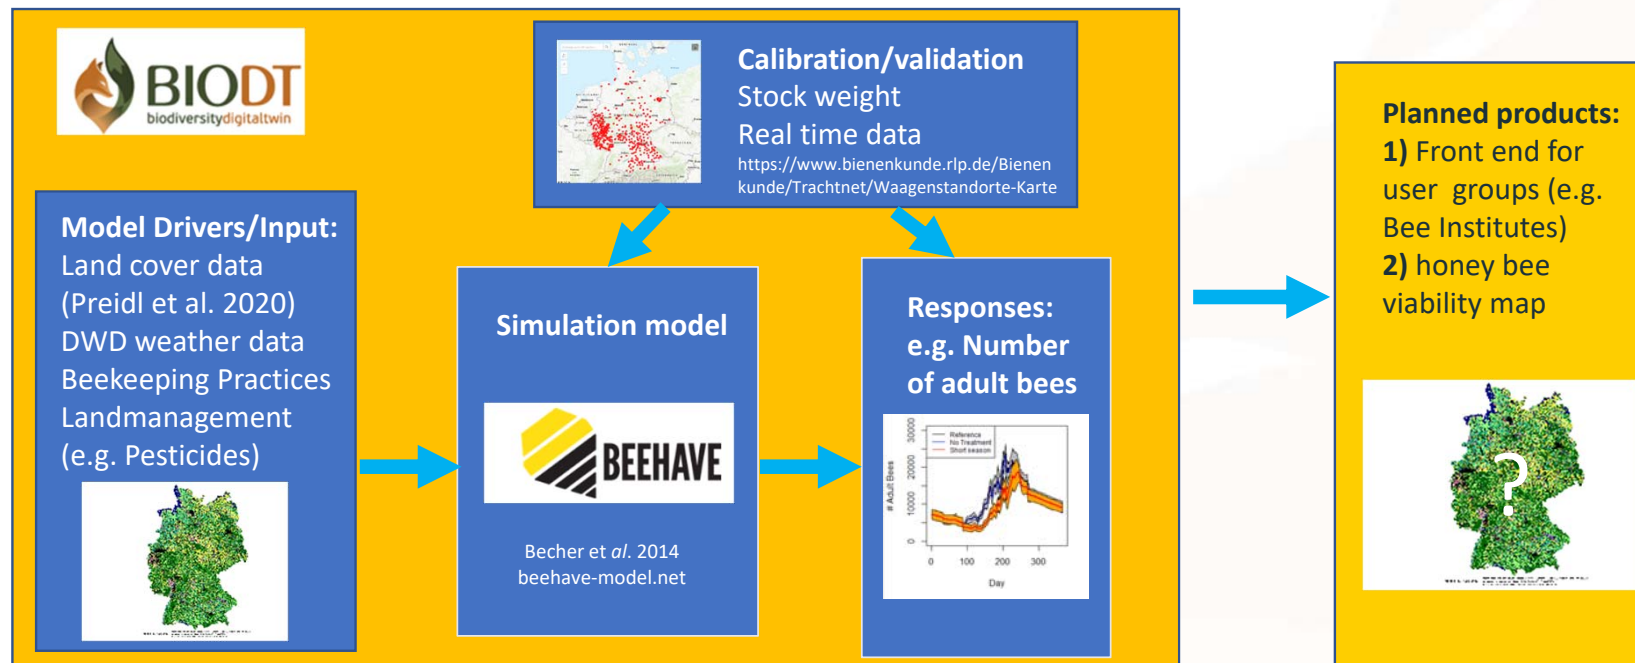 BIODT
biodiversitydigitaltwin
Calibration/validation
Stock weight
Real time data
https://www.bienenkunde.rlp.de/Bienen
kunde/Trachtnet/Waagenstandorte-Karte
Model Drivers/Input:
Land cover data
(Preidl et al. 2020)
DWD weather data
Beekeeping Practices
Landmanagement
(e.g. Pesticides)
Simulation model
BEEHAVE
Becher et al. 2014
beehave-model.net
Responses:
e.g. Number
of adult bees
Reference
No Treatment
Short season
# Adult Bees
0
10000
20000
30000
0 100 200 300
Day
Planned products:
1) Front end for
user groups (e.g.
Bee Institutes)
2) honey bee
viability map
?